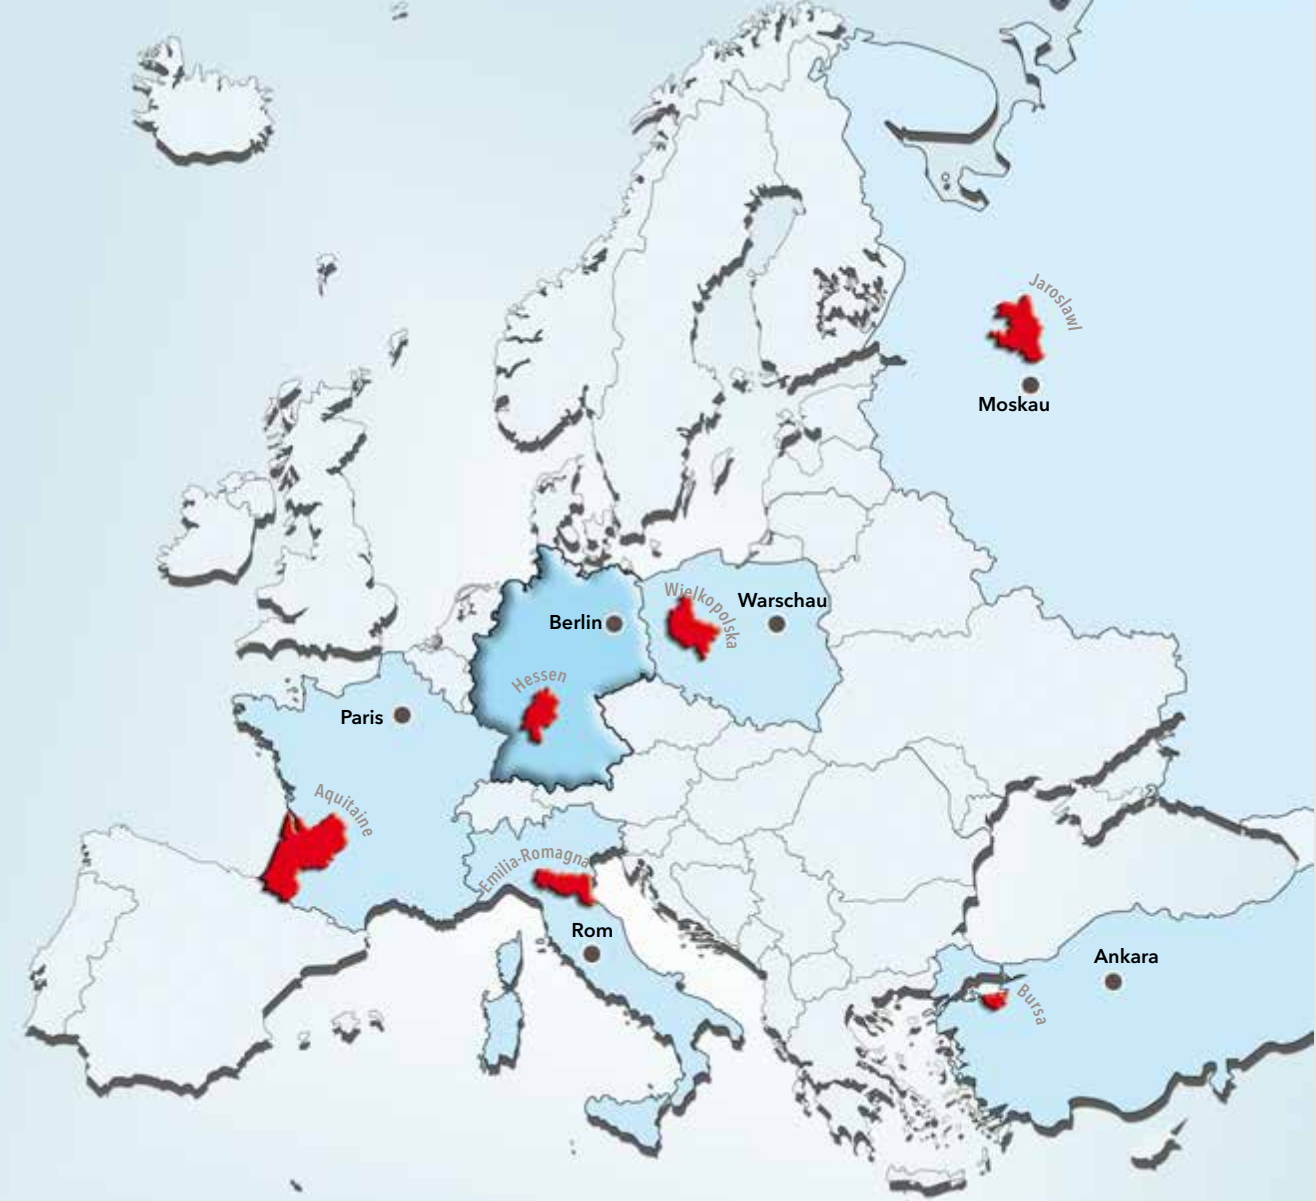 Jaroslawl
Moskau
Wielkopolska
Warschau
Berlin
Hessen
Paris
Aquitaine
Emilia-Romagna
Rom
Ankara
Bursa